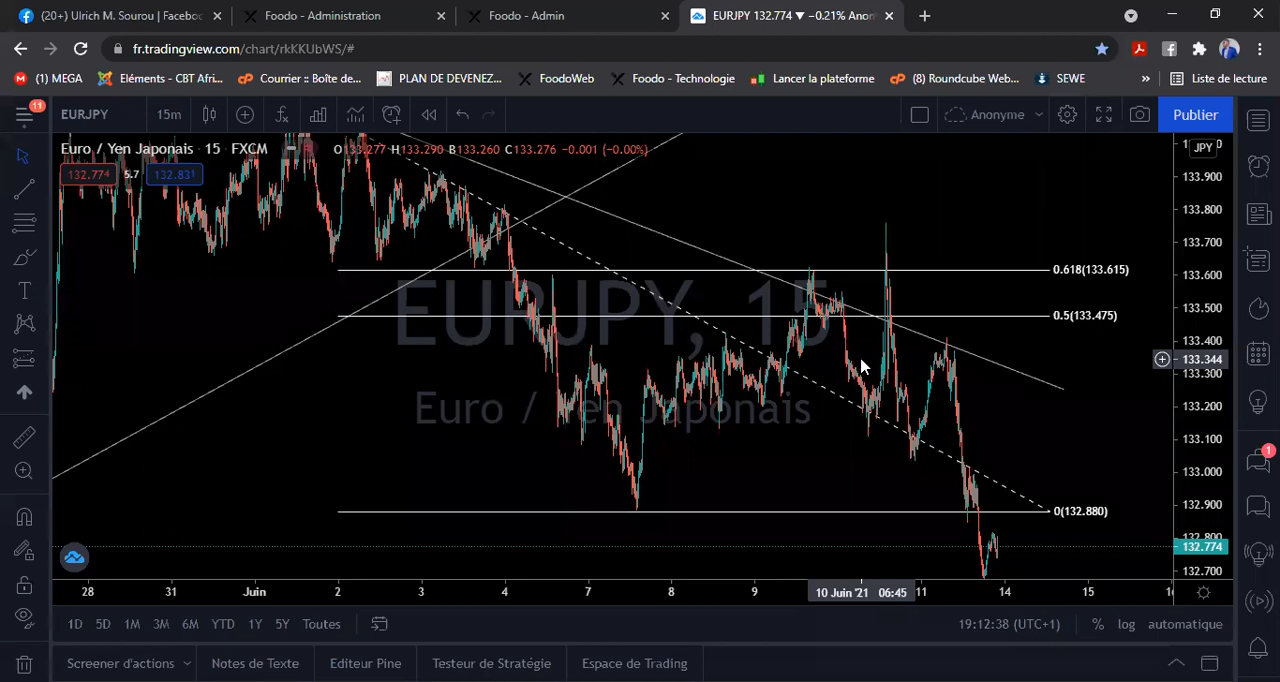 (20+) Ulrich M. Sourou | Faceboo
Foodo - Administration
Foodo - Admin
EURJPY 132.774 ▼ −0.21% Anon
fr.tradingview.com/chart/rkKKUbWS/#
(1) MEGA
Eléments - CBT Afri...
Courrier :: Boîte de...
PLAN DE DEVENEZ...
FoodoWeb
Foodo - Technologie
Lancer la plateforme
(8) Roundcube Web...
SEWE
»
Liste de lecture
11
EURJPY
15m
Anonyme
Publier
Euro / Yen Japonais · 15 · FXCM
O133.277 H133.290 B133.260 C133.276 −0.001 (−0.00%)
JPY
132.774
5.7
132.831
133.900
133.800
133.700
133.600
133.500
133.400
133.344
133.300
133.200
133.100
133.000
132.900
132.800
132.774
132.700
0.618(133.615)
0.5(133.475)
0(132.880)
EURJPY, 15
Euro / Yen Japonais
1
28
31
Juin
2
3
4
7
8
9
10 Juin '21 06:45
11
14
15
1D
5D
1M
3M
6M
YTD
1Y
5Y
Toutes
19:12:38 (UTC+1)
%
log
automatique
Screener d'actions
Notes de Texte
Editeur Pine
Testeur de Stratégie
Espace de Trading